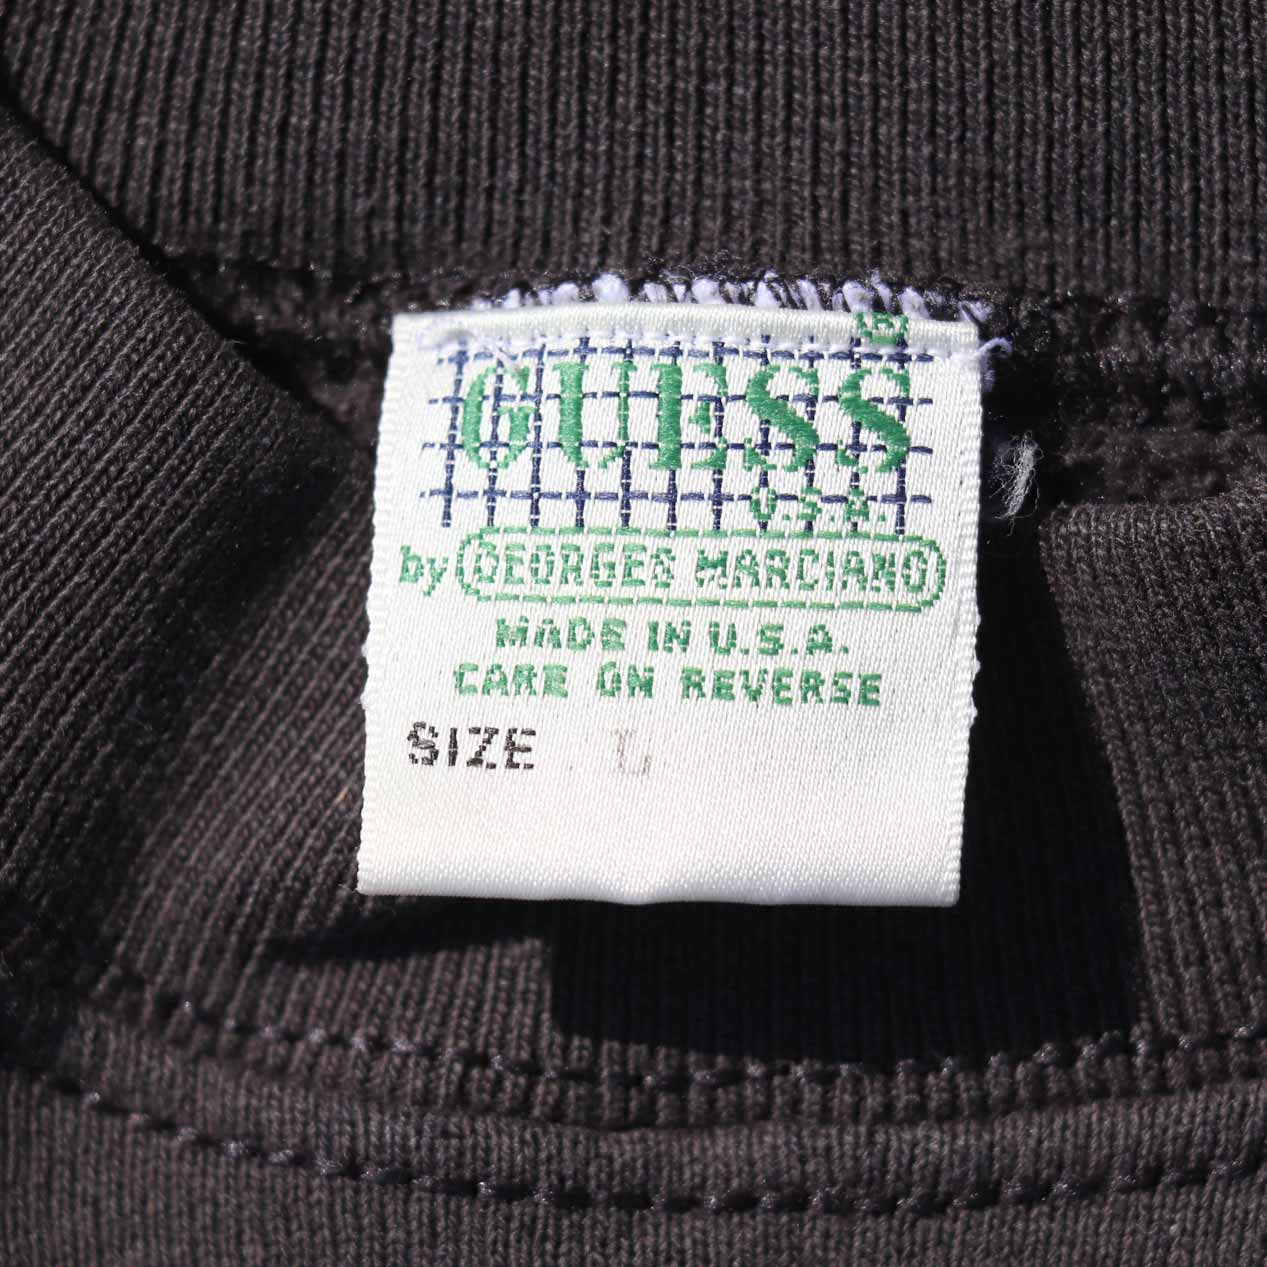 GUESS®
U.S.A.
by GEORGES MARCIANO
MADE IN U.S.A.
CARE ON REVERSE
SIZE L